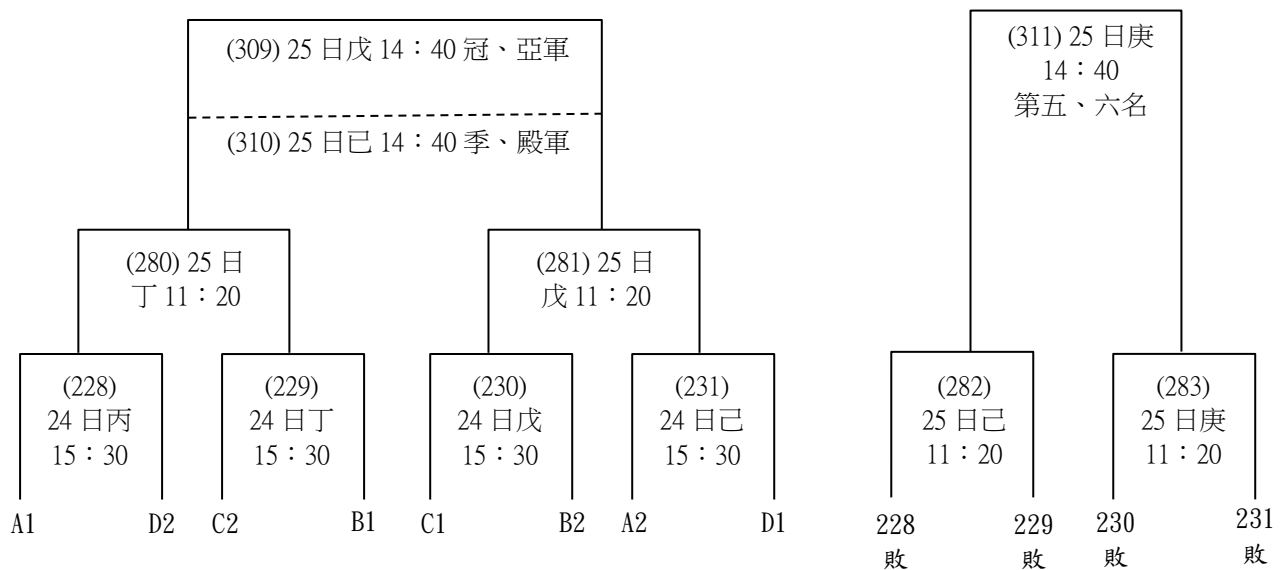 (309) 25 日戊 14：40 冠、亞軍
(310) 25 日已 14：40 季、殿軍
(280) 25 日
丁 11：20
(281) 25 日
戊 11：20
(228)
24 日丙
15：30
(229)
24 日丁
15：30
(230)
24 日戊
15：30
(231)
24 日己
15：30
A1
D2
C2
B1
C1
B2
A2
D1
(311) 25 日庚
14：40
第五、六名
(282)
25 日己
11：20
(283)
25 日庚
11：20
228
敗
229
敗
230
敗
231
敗